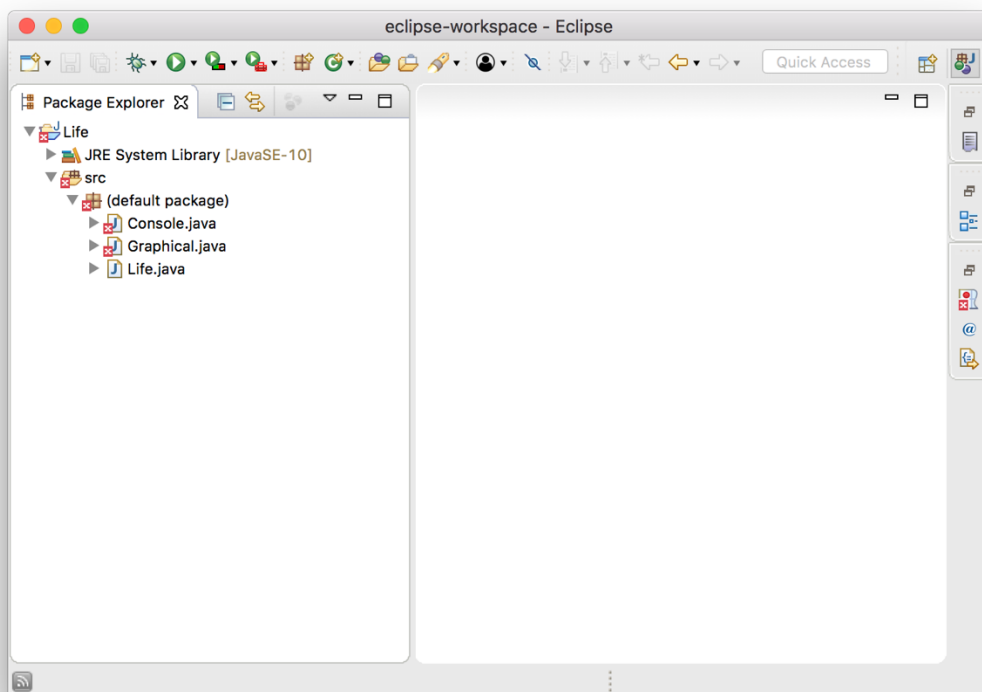 eclipse-workspace - Eclipse
Quick Access
Package Explorer
Life
JRE System Library [JavaSE-10]
src
(default package)
Console.java
Graphical.java
Life.java